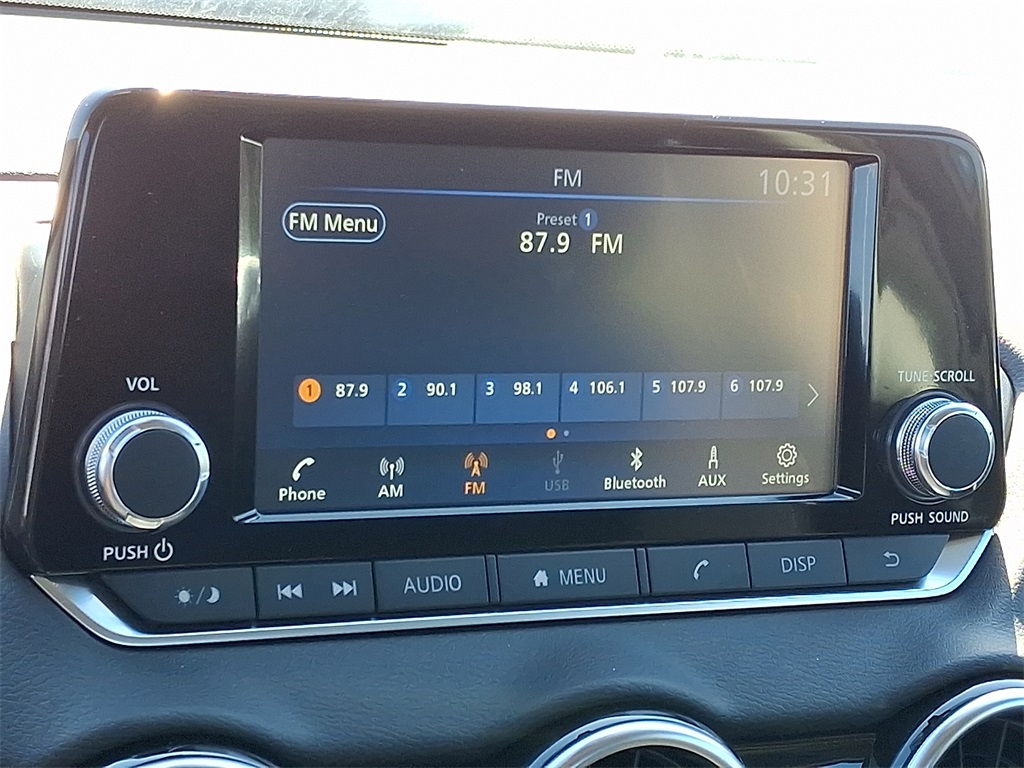 FM
10:31
FM Menu
Preset 1
87.9 FM
1 87.9 2 90.1 3 98.1 4 106.1 5 107.9 6 107.9
Phone AM FM USB Bluetooth AUX Settings
VOL
PUSH
TUNE·SCROLL
PUSH SOUND
AUDIO MENU DISP